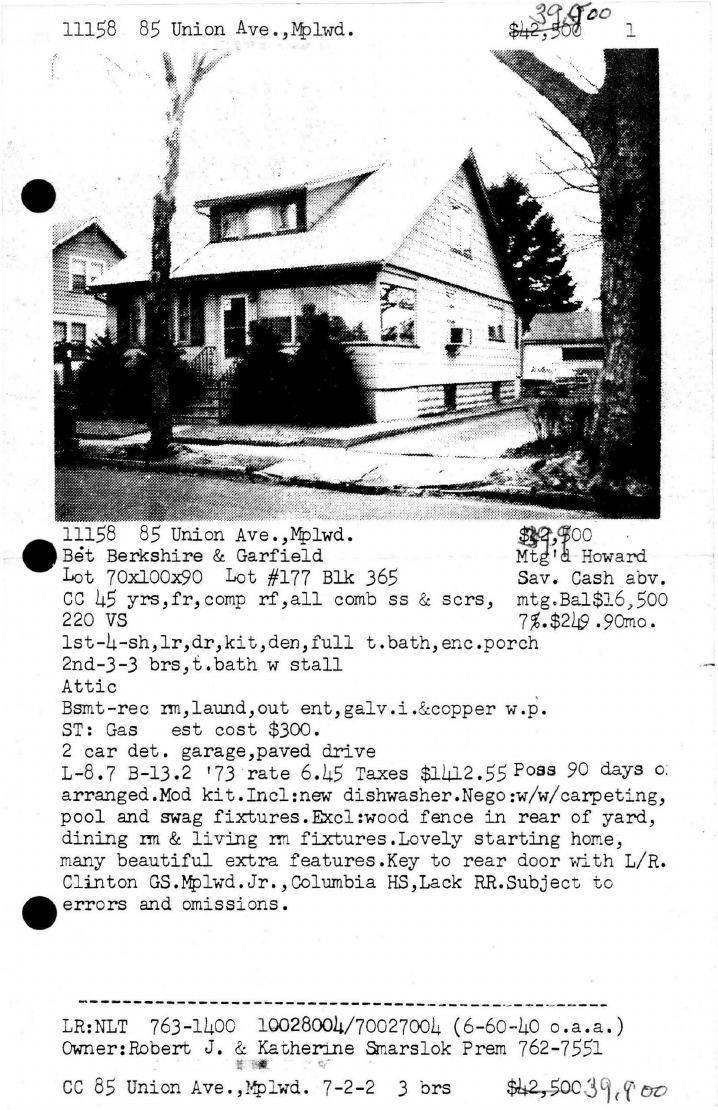 39,900
11158 85 Union Ave.,Mplwd. $42,500 1
11158 85 Union Ave.,Mplwd. 39,900
Bet Berkshire & Garfield Mtg'd Howard
Lot 70x100x90 Lot #177 Blk 365 Sav. Cash abv.
CC 45 yrs,fr,comp rf,all comb ss & scrs, mtg.Bal$16,500
220 VS 7%.$249.90mo.
1st-4-sh,lr,dr,kit,den,full t.bath,enc.porch
2nd-3-3 brs,t.bath w stall
Attic
Bsmt-rec rm,laund,out ent,galv.i.&copper w.p.
ST: Gas est cost $300.
2 car det. garage,paved drive
L-8.7 B-13.2 '73 rate 6.45 Taxes $1412.55 Poss 90 days o
arranged.Mod kit.Incl:new dishwasher.Nego:w/w/carpeting,
pool and swag fixtures.Excl:wood fence in rear of yard,
dining rm & living rm fixtures.Lovely starting home,
many beautiful extra features.Key to rear door with L/R.
Clinton GS.Mplwd.Jr.,Columbia HS,Lack RR.Subject to
errors and omissions.
LR:NLT 763-1400 10028004/70027004 (6-60-40 o.a.a.)
Owner:Robert J. & Katherine Smarslok Prem 762-7551
CC 85 Union Ave.,Mplwd. 7-2-2 3 brs $42,500 39,900